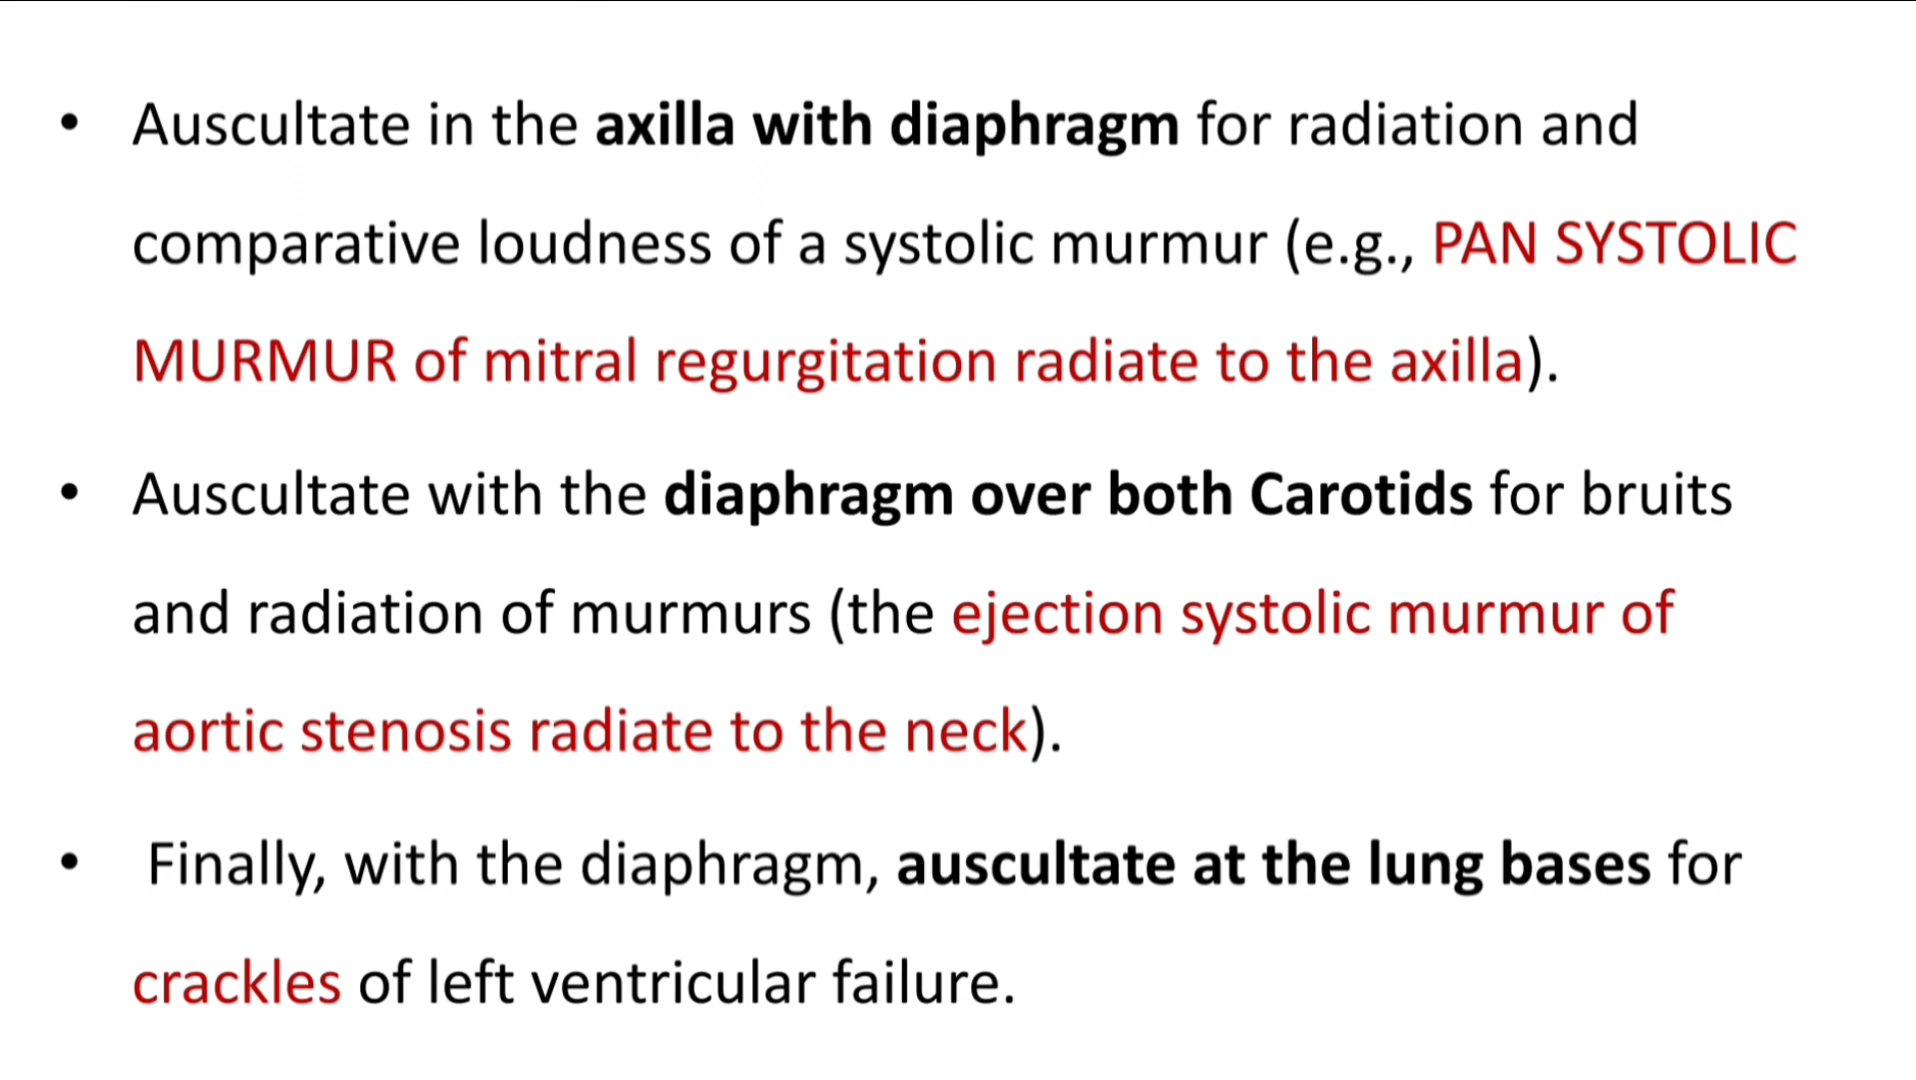 • Auscultate in the axilla with diaphragm for radiation and
comparative loudness of a systolic murmur (e.g., PAN SYSTOLIC
MURMUR of mitral regurgitation radiate to the axilla).
• Auscultate with the diaphragm over both Carotids for bruits
and radiation of murmurs (the ejection systolic murmur of
aortic stenosis radiate to the neck).
• Finally, with the diaphragm, auscultate at the lung bases for
crackles of left ventricular failure.